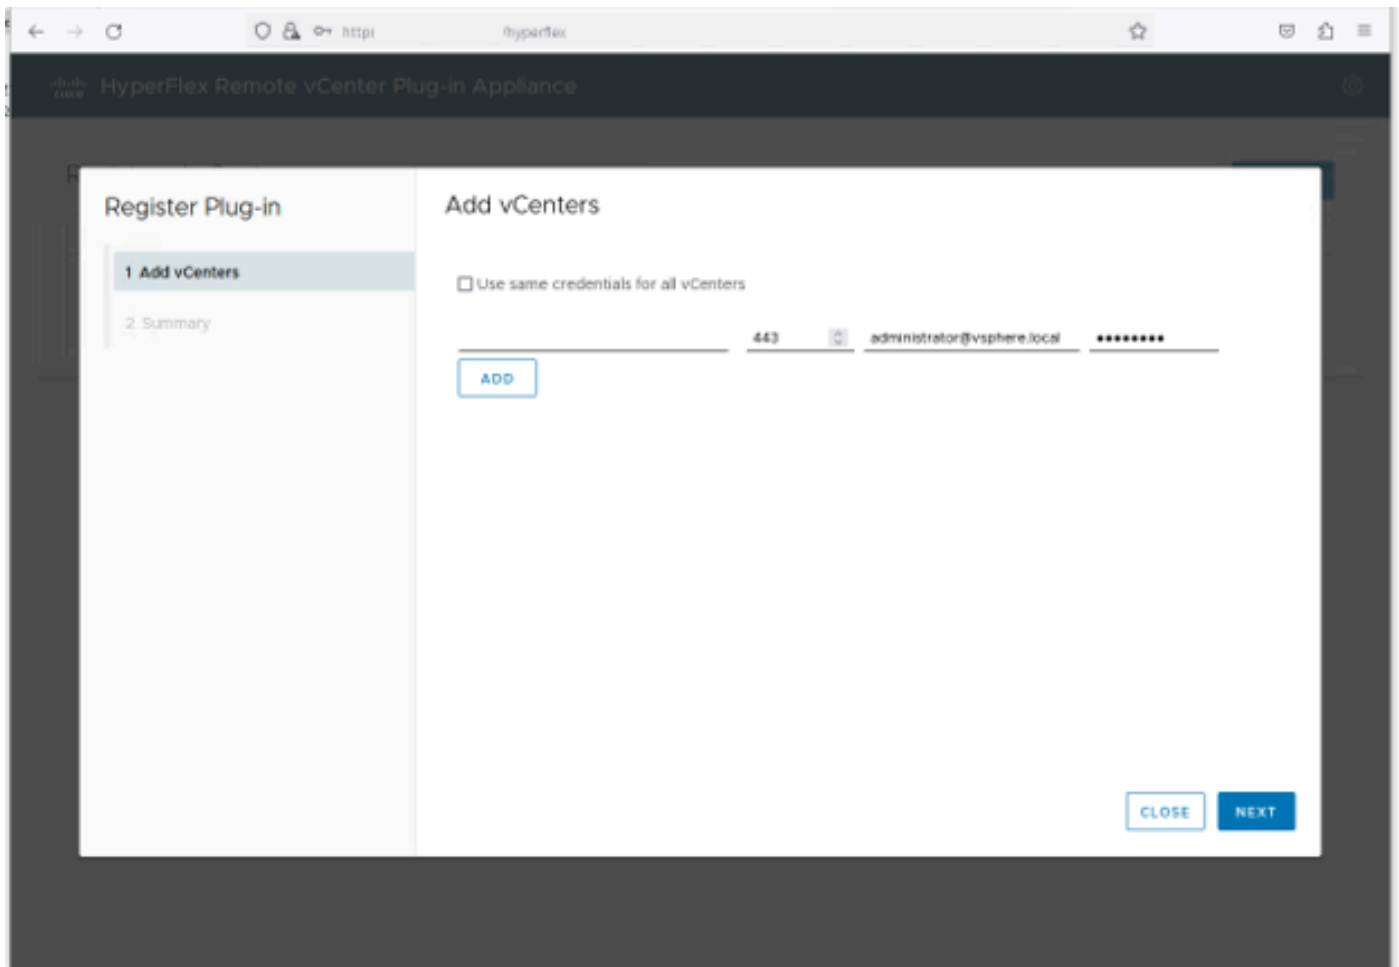 /hyperflex
CISCO HyperFlex Remote vCenter Plug-in Appliance
Register Plug-in
1 Add vCenters
2 Summary
Add vCenters
Use same credentials for all vCenters
443 administrator@vsphere.local ••••••••
ADD
CLOSE NEXT